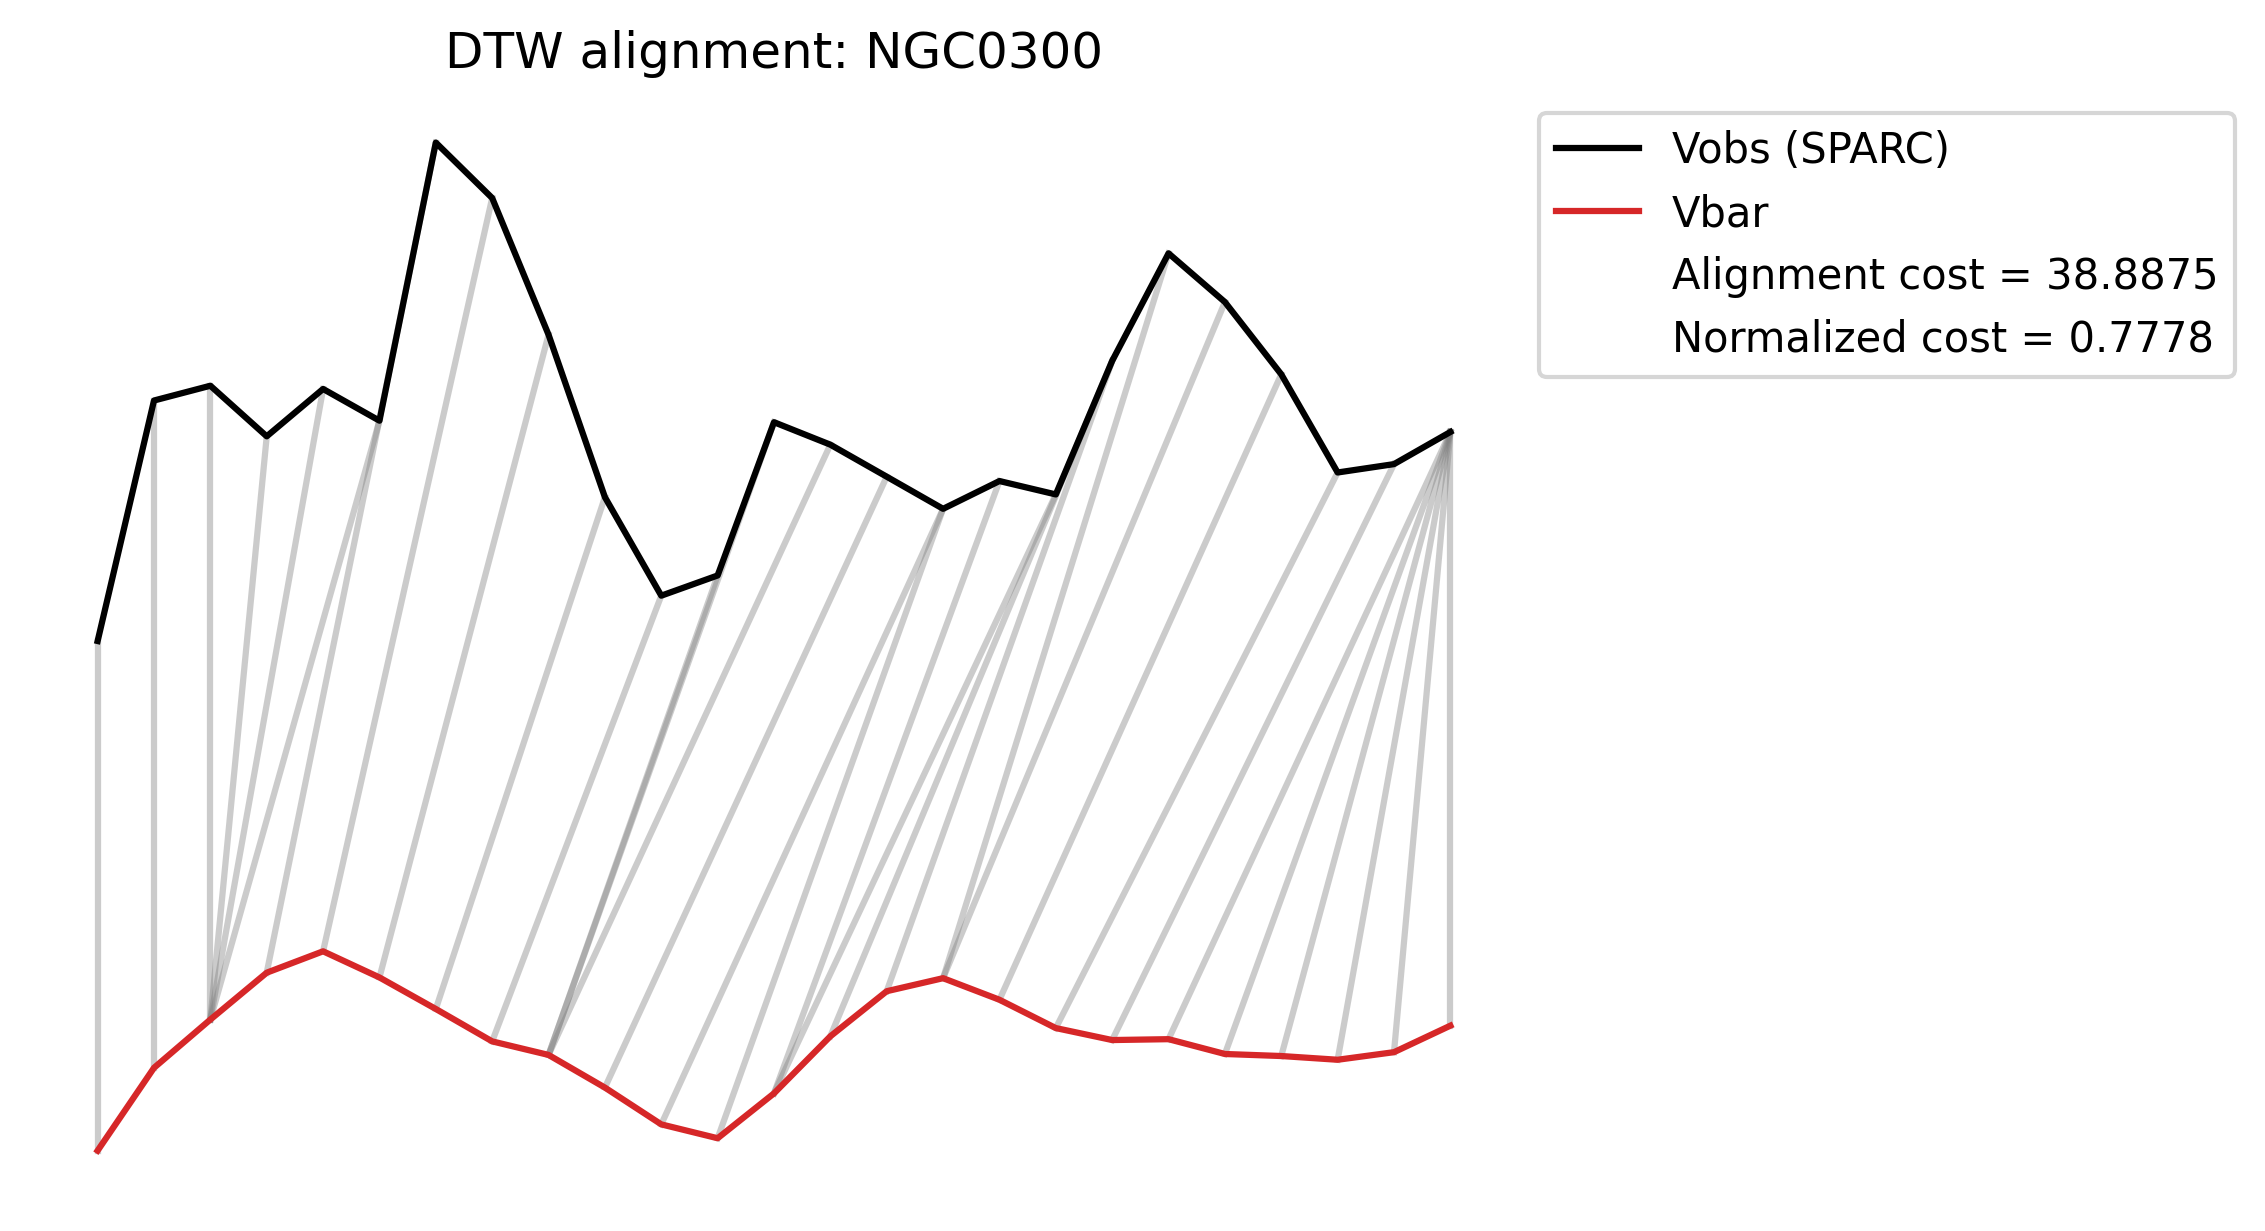 DTW alignment: NGC0300
Vobs (SPARC)
Vbar
Alignment cost = 38.8875
Normalized cost = 0.7778